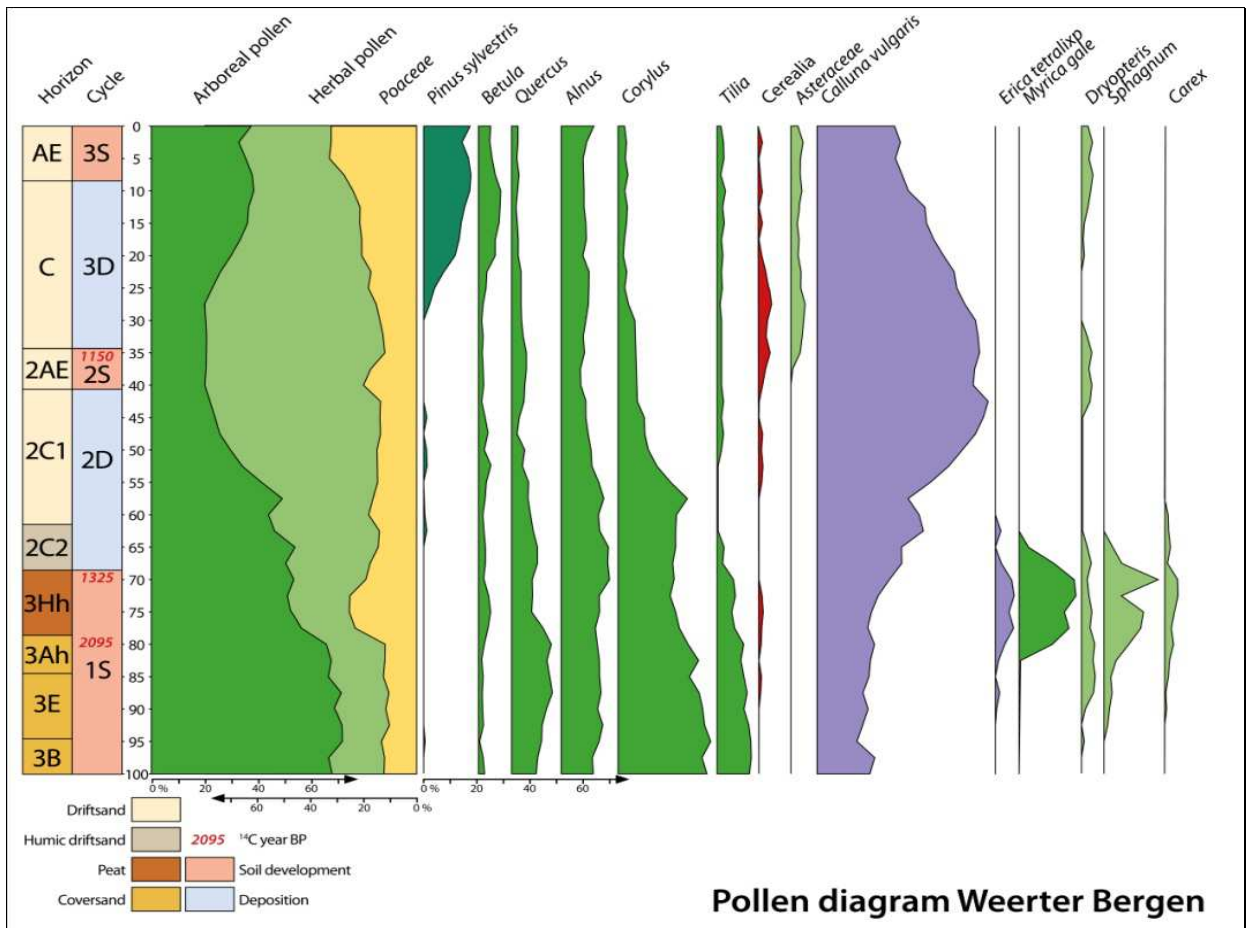 Horizon
Cycle
Arboreal pollen
Herbal pollen
Poaceae
Pinus sylvestris
Betula
Quercus
Alnus
Corylus
Tilia
Cerealia
Asteraceae
Calluna vulgaris
Erica tetralixp
Myrica gale
Dryopteris
Sphagnum
Carex
AE 3S
C 3D
2AE 1150 2S
2C1 2D
2C2
3Hh 1325
3Ah 2095 1S
3E
3B
0
5
10
15
20
25
30
35
40
45
50
55
60
65
70
75
80
85
90
95
100
0 % 20 40 60
60 40 20 0 %
0 % 20 40 60
Driftsand
Humic driftsand 2095 14C year BP
Peat Soil development
Coversand Deposition
Pollen diagram Weerter Bergen